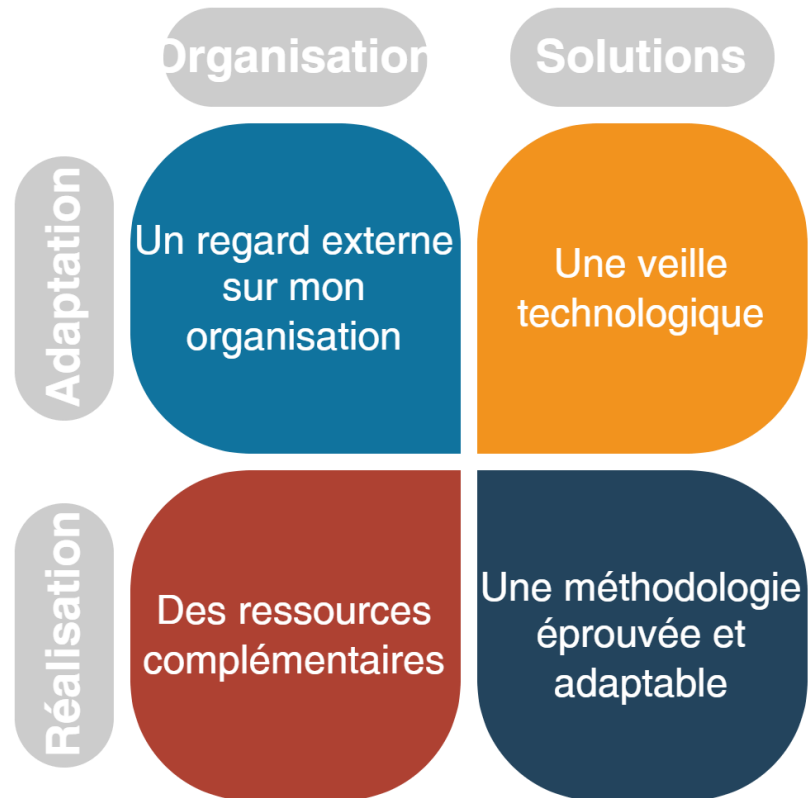 Organisation
Solutions
Adaptation
Un regard externe
sur mon
organisation
Une veille
technologique
Réalisation
Des ressources
complémentaires
Une méthodologie
éprouvée et
adaptable